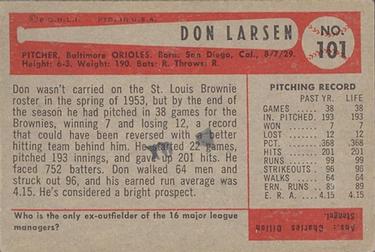 © B.G.H.L.I. PRT. IN U.S.A.
DON LARSEN
NO.
101
PITCHER, Baltimore ORIOLES. Born: San Diego, Cal., 8/7/29.
Height: 6-3. Weight: 190. Bats: R. Throws: R.
Don wasn't carried on the St. Louis Brownie
roster in the spring of 1953, but by the end of
the season he had pitched in 38 games for the
Brownies, winning 7 and losing 12, a record
that could have been reversed with a better
hitting team behind him. He started 22 games,
pitched 193 innings, and gave up 201 hits. He
faced 752 batters. Don walked 64 men and
struck out 96, and his earned run average was
4.15. He's considered a bright prospect.
PITCHING RECORD
PAST YR. LIFE
GAMES 38 38
IN. PITCHED 193 193
WON 7 7
LOST 12 12
PCT. .368 .368
HITS 201 201
RUNS 99 99
STRIKEOUTS 96 96
WALKS 64 64
ERN. RUNS 89 89
E. R. A. 4.15 4.15
Who is the only ex-outfielder of the 16 major league
managers?
Ans: Charles Dillon
Stengel